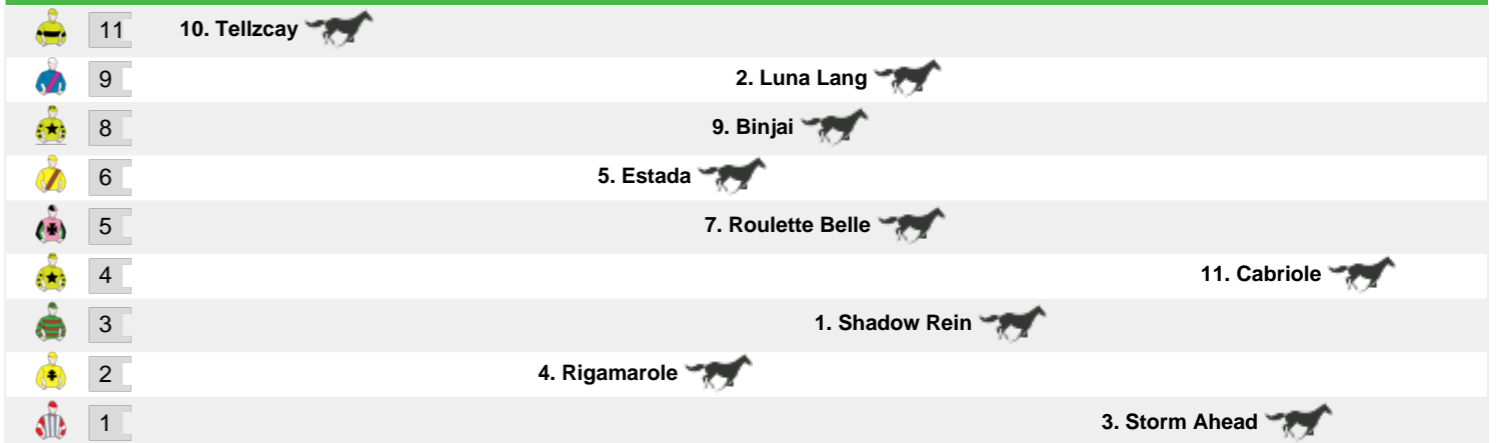 11 10. Tellzcay
9 2. Luna Lang
8 9. Binjai
6 5. Estada
5 7. Roulette Belle
4 11. Cabriole
3 1. Shadow Rein
2 4. Rigamarole
1 3. Storm Ahead